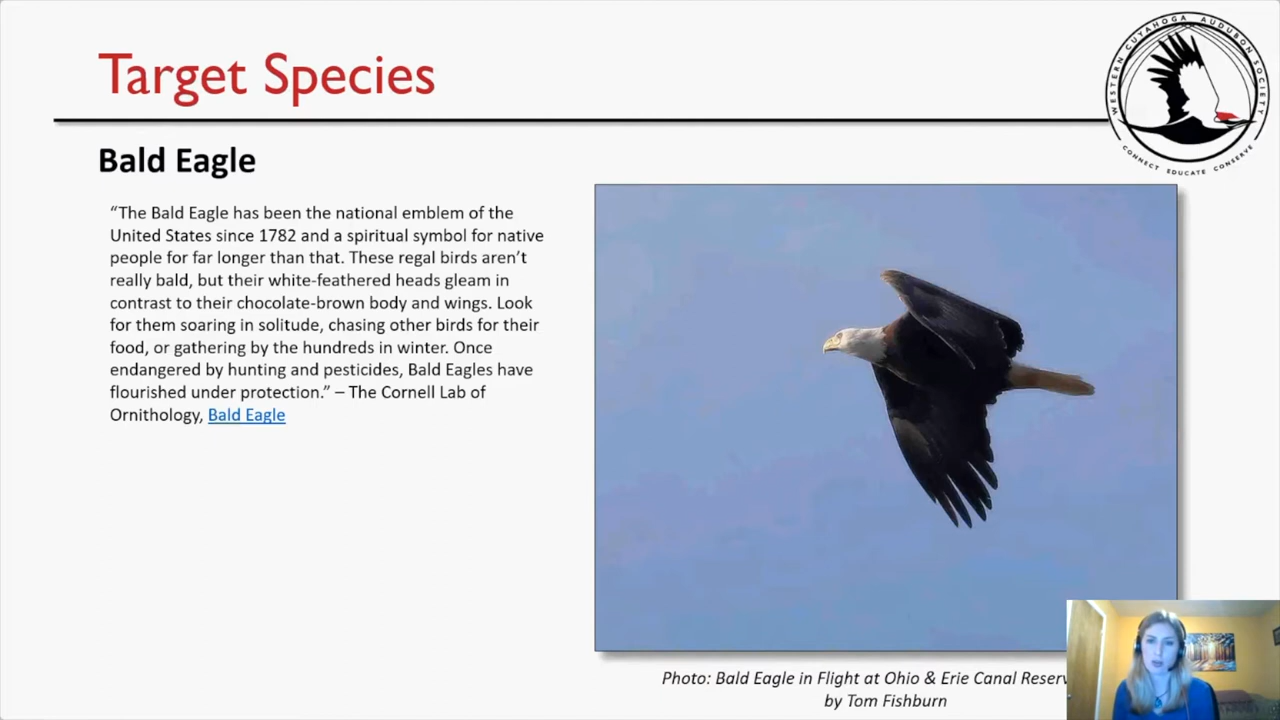 Target Species
WESTERN CUYAHOGA AUDUBON SOCIETY
CONNECT EDUCATE CONSERVE
Bald Eagle
“The Bald Eagle has been the national emblem of the
United States since 1782 and a spiritual symbol for native
people for far longer than that. These regal birds aren’t
really bald, but their white-feathered heads gleam in
contrast to their chocolate-brown body and wings. Look
for them soaring in solitude, chasing other birds for their
food, or gathering by the hundreds in winter. Once
endangered by hunting and pesticides, Bald Eagles have
flourished under protection.” – The Cornell Lab of
Ornithology, Bald Eagle
Photo: Bald Eagle in Flight at Ohio & Erie Canal
by Tom Fishburn